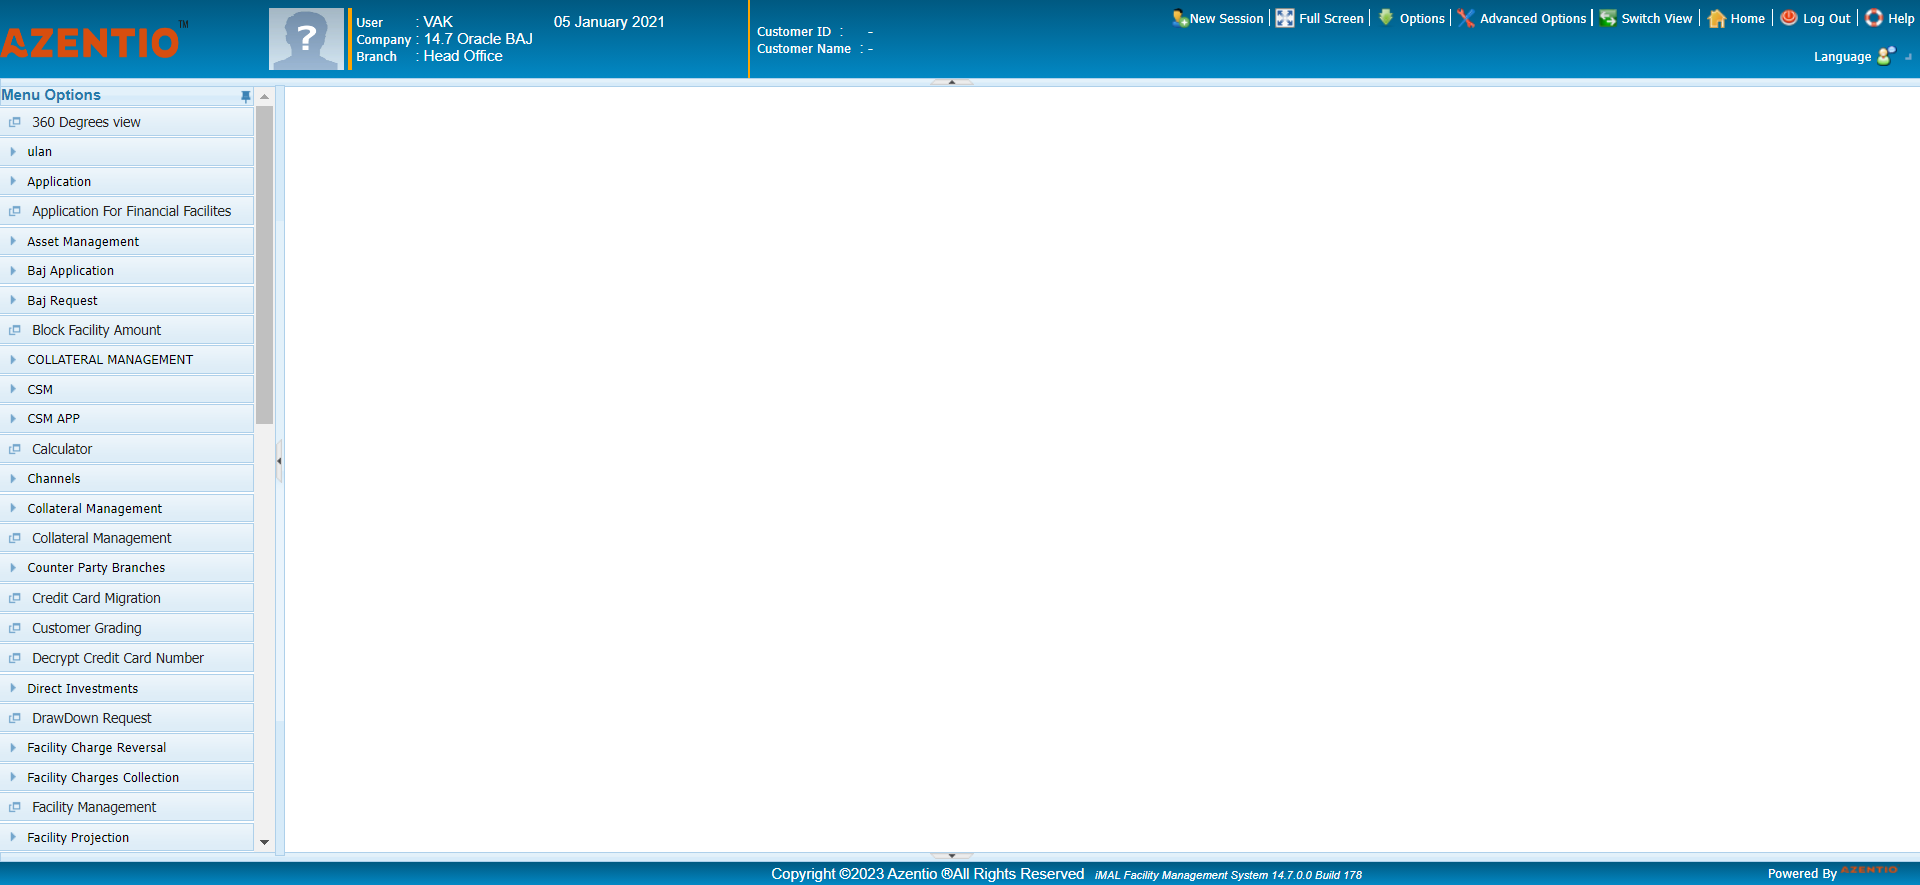 AZENTIO™
?
User : VAK 05 January 2021
Company : 14.7 Oracle BAJ
Branch : Head Office
Customer ID : -
Customer Name : -
New Session Full Screen Options Advanced Options Switch View Home Log Out Help
Language
Menu Options
360 Degrees view
ulan
Application
Application For Financial Facilites
Asset Management
Baj Application
Baj Request
Block Facility Amount
COLLATERAL MANAGEMENT
CSM
CSM APP
Calculator
Channels
Collateral Management
Collateral Management
Counter Party Branches
Credit Card Migration
Customer Grading
Decrypt Credit Card Number
Direct Investments
DrawDown Request
Facility Charge Reversal
Facility Charges Collection
Facility Management
Facility Projection
Copyright ©2023 Azentio ®All Rights Reserved iMAL Facility Management System 14.7.0.0 Build 178
Powered By AZENTIO